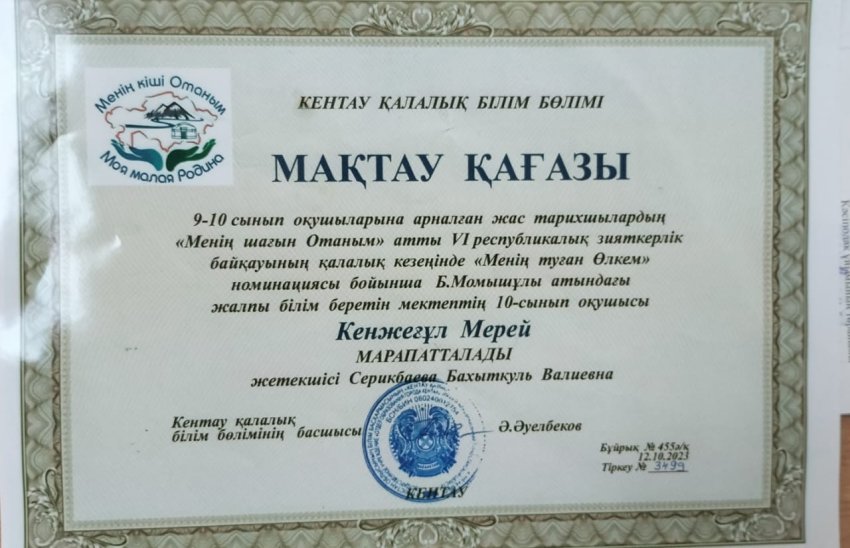 Менің кіші Отаным
Моя малая Родина
КЕНТАУ ҚАЛАЛЫҚ БІЛІМ БӨЛІМІ
МАҚТАУ ҚАҒАЗЫ
9-10 сынып оқушыларына арналған жас тарихшылардың
«Менің шағын Отаным» атты VI республикалық зияткерлік
байқауының қалалық кезеңінде «Менің туған Өлкем»
номинациясы бойынша Б.Момышұлы атындағы
жалпы білім беретін мектептің 10-сынып оқушысы
Кенжеғұл Мерей
МАРАПАТТАЛАДЫ
жетекшісі Серикбаева Бахыткуль Валиевна
Кентау қалалық
білім бөлімінің басшысы
Ә.Әуелбеков
КЕНТАУ
Бұйрық № 455ә/қ
12.10.2023
Тіркеу № 3499